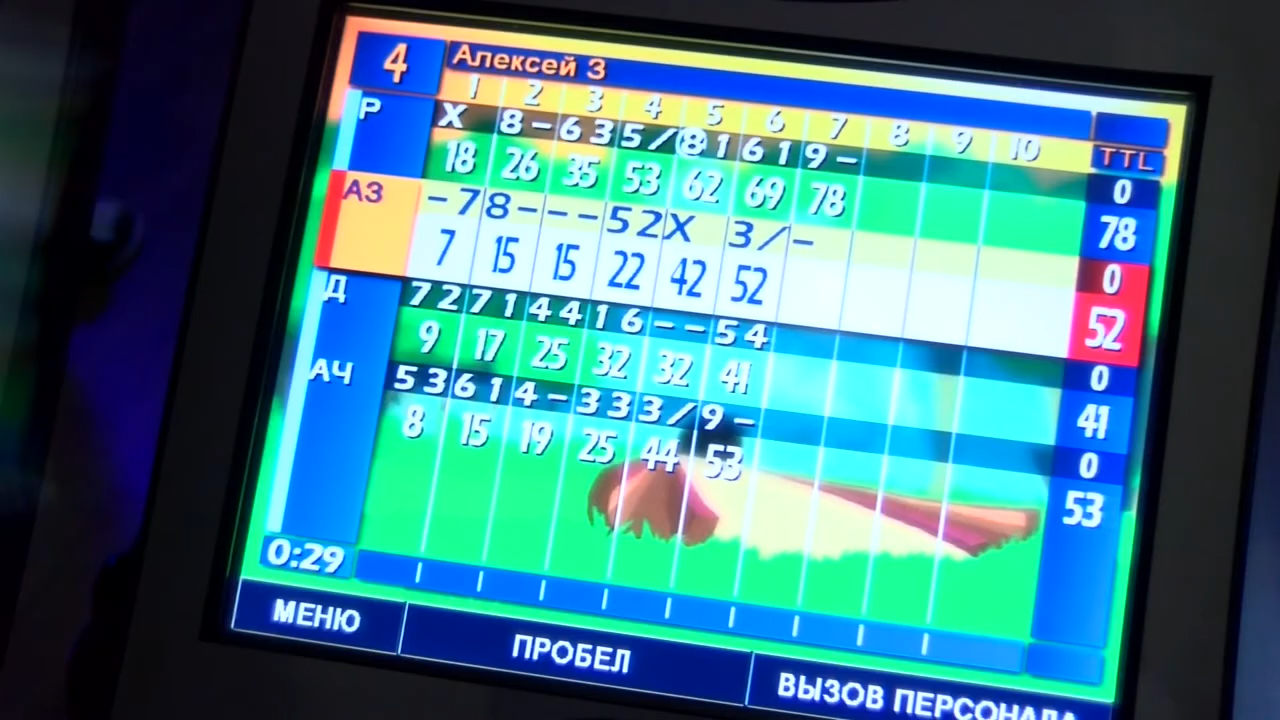 4 Алексей З
1 2 3 4 5 6 7 8 9 10 TTL
Р X 8 - 6 3 5 / 8 1 6 1 9 - 0
18 26 35 53 62 69 78 78
АЗ - 7 8 - - - 5 2 X 3 / - 0
7 15 15 22 42 52 52
Д 7 2 7 1 4 4 1 6 - - 5 4 0
9 17 25 32 32 41 41
АЧ 5 3 6 1 4 - 3 3 3 / 9 - 0
8 15 19 25 44 53 53
0:29
МЕНЮ ПРОБЕЛ ВЫЗОВ ПЕРСОНАЛА